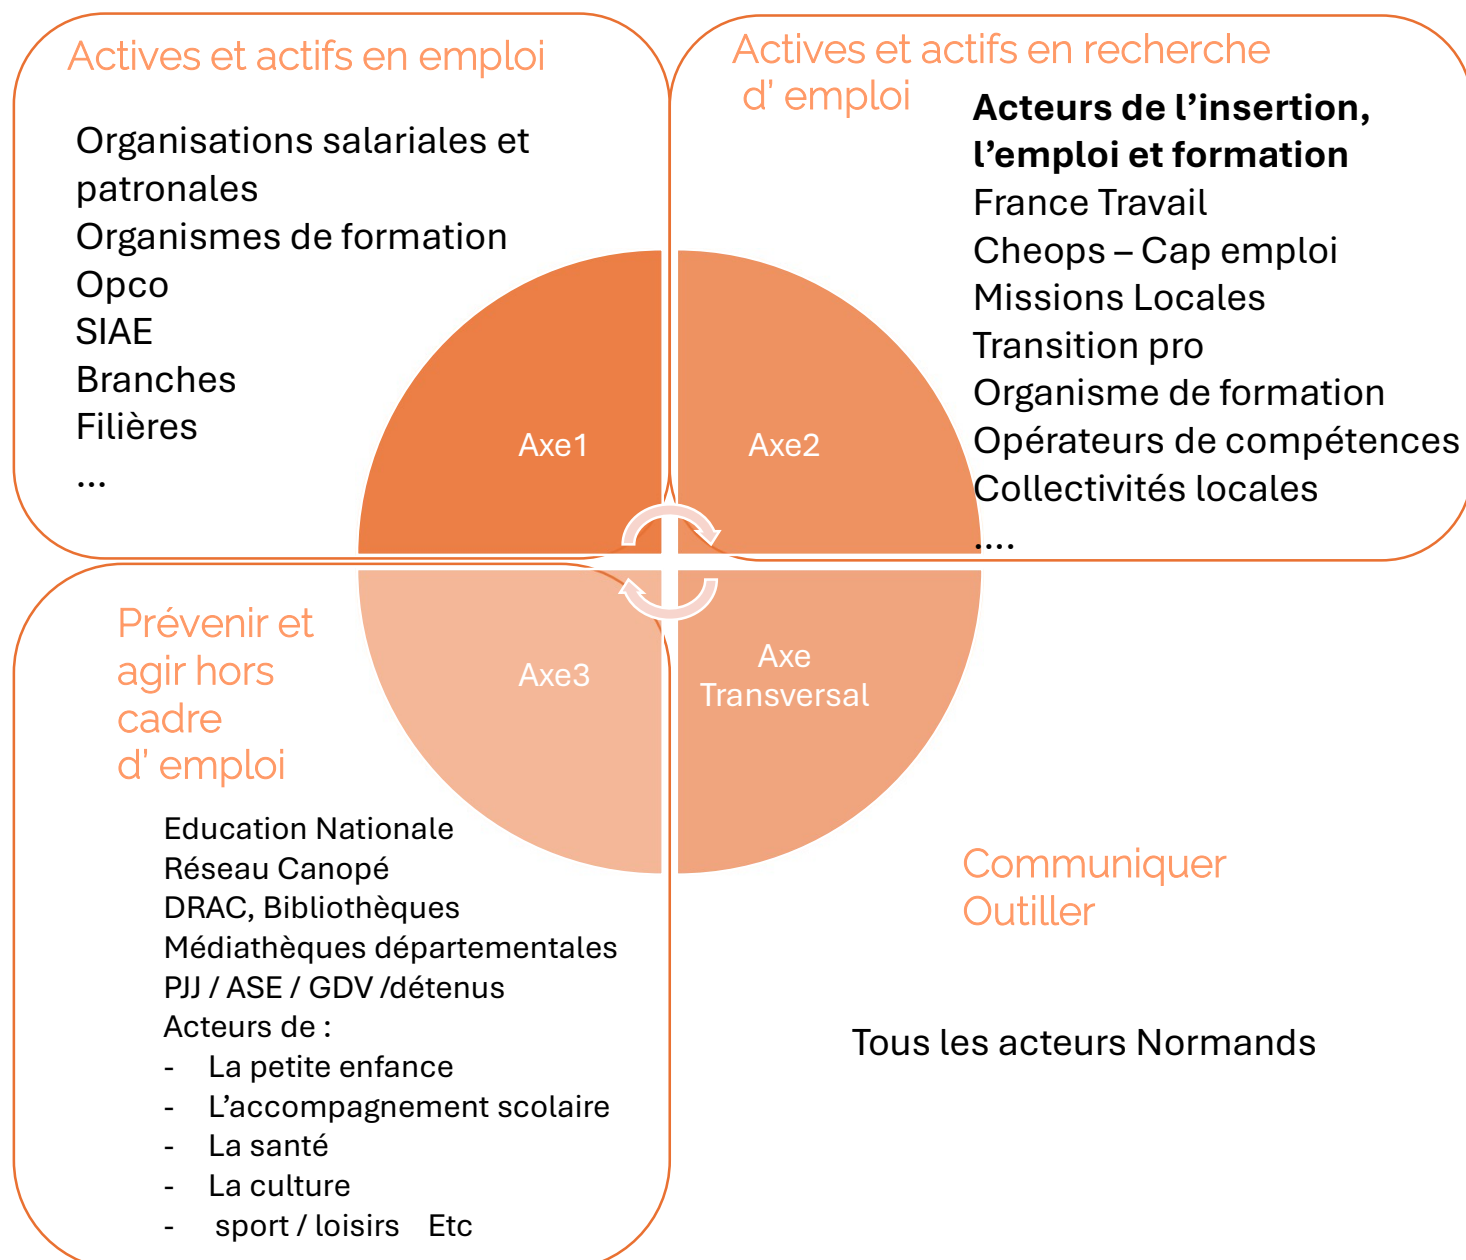 Actives et actifs en emploi
Organisations salariales et
patronales
Organismes de formation
Opco
SIAE
Branches
Filières
...
Actives et actifs en recherche
d' emploi
Acteurs de l’insertion,
l’emploi et formation
France Travail
Cheops – Cap emploi
Missions Locales
Transition pro
Organisme de formation
Opérateurs de compétences
Collectivités locales
....
Axe1
Axe2
Axe3
Axe
Transversal
Prévenir et
agir hors
cadre
d' emploi
Education Nationale
Réseau Canopé
DRAC, Bibliothèques
Médiathèques départementales
PJJ / ASE / GDV /détenus
Acteurs de :
- La petite enfance
- L’accompagnement scolaire
- La santé
- La culture
- sport / loisirs Etc
Communiquer
Outiller
Tous les acteurs Normands